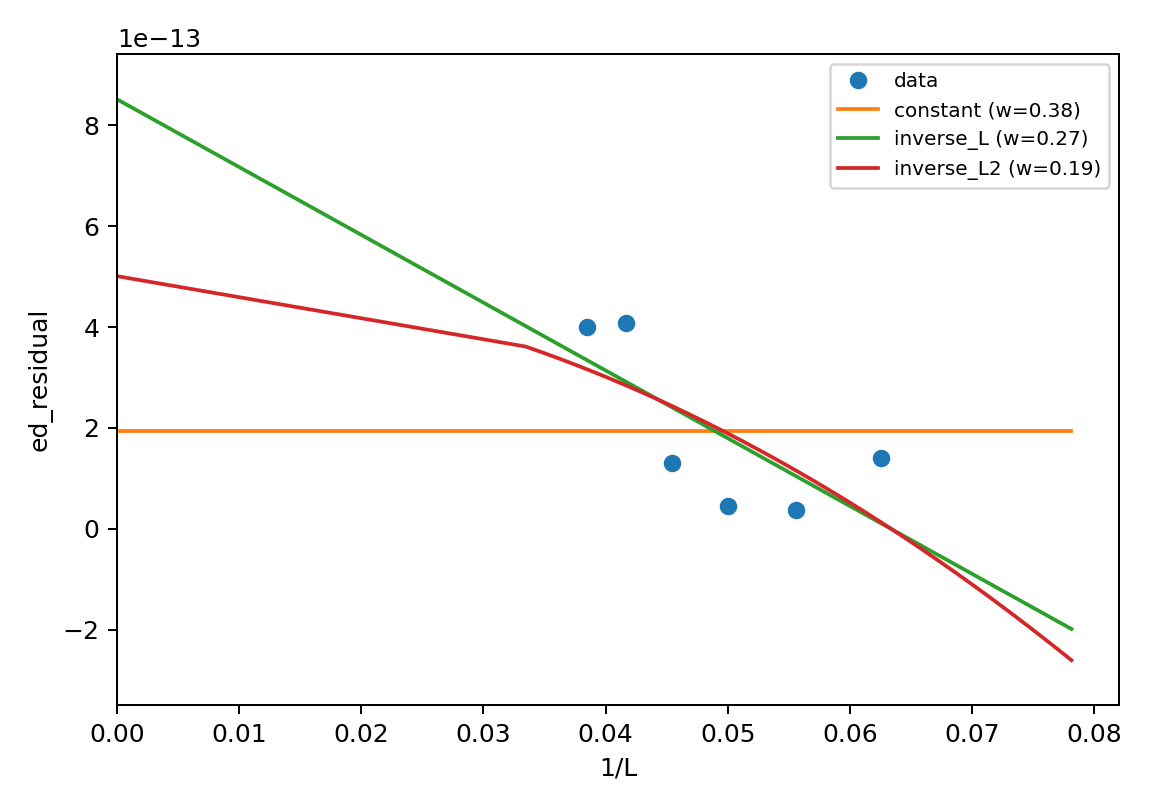 1e−13
8
6
4
2
0
−2
ed_residual
data
constant (w=0.38)
inverse_L (w=0.27)
inverse_L2 (w=0.19)
0.00 0.01 0.02 0.03 0.04 0.05 0.06 0.07 0.08
1/L